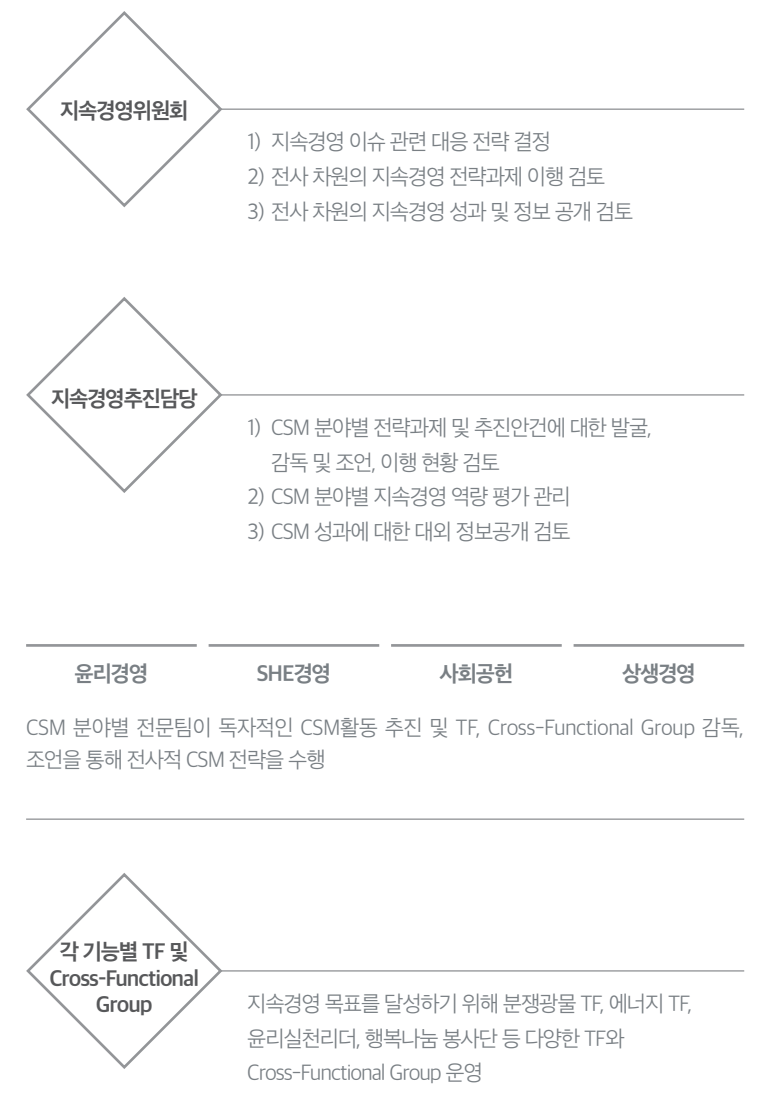 지속경영위원회
1) 지속경영 이슈 관련 대응 전략 결정
2) 전사 차원의 지속경영 전략과제 이행 검토
3) 전사 차원의 지속경영 성과 및 정보 공개 검토
지속경영추진담당
1) CSM 분야별 전략과제 및 추진안건에 대한 발굴,
감독 및 조언, 이행 현황 검토
2) CSM 분야별 지속경영 역량 평가 관리
3) CSM 성과에 대한 대외 정보공개 검토
윤리경영 SHE경영 사회공헌 상생경영
CSM 분야별 전문팀이 독자적인 CSM활동 추진 및 TF, Cross-Functional Group 감독,
조언을 통해 전사적 CSM 전략을 수행
각 기능별 TF 및
Cross-Functional
Group
지속경영 목표를 달성하기 위해 분쟁광물 TF, 에너지 TF,
윤리실천리더, 행복나눔 봉사단 등 다양한 TF와
Cross-Functional Group 운영